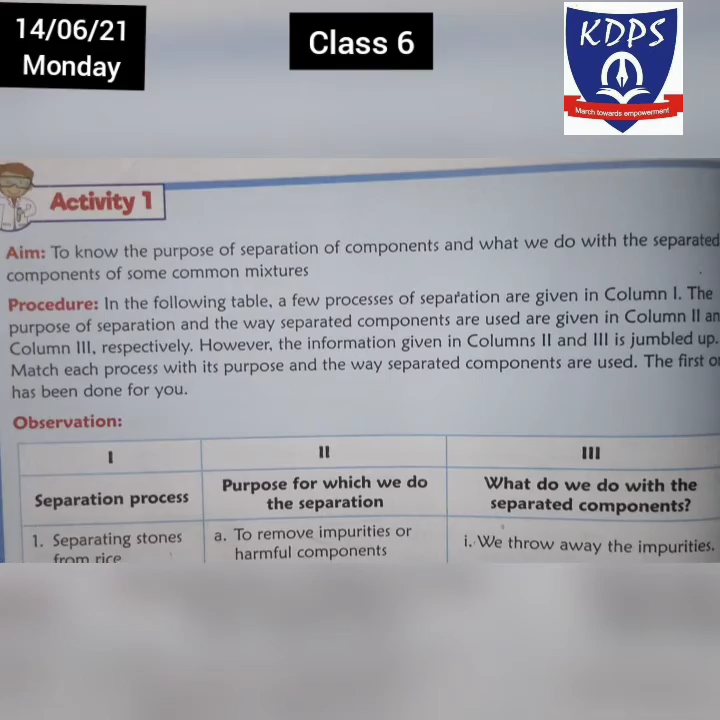 14/06/21
Monday
Class 6
KDPS
March towards empowerment
Activity 1
Aim: To know the purpose of separation of components and what we do with the separated
components of some common mixtures
Procedure: In the following table, a few processes of separation are given in Column I. The
purpose of separation and the way separated components are used are given in Column II an
Column III, respectively. However, the information given in Columns II and III is jumbled up.
Match each process with its purpose and the way separated components are used. The first o
has been done for you.
Observation:
I
II
III
Separation process
Purpose for which we do
the separation
What do we do with the
separated components?
1. Separating stones
from rice
a. To remove impurities or
harmful components
i. We throw away the impurities.